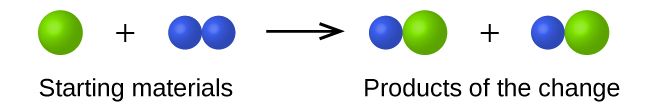 + +
Starting materials Products of the change